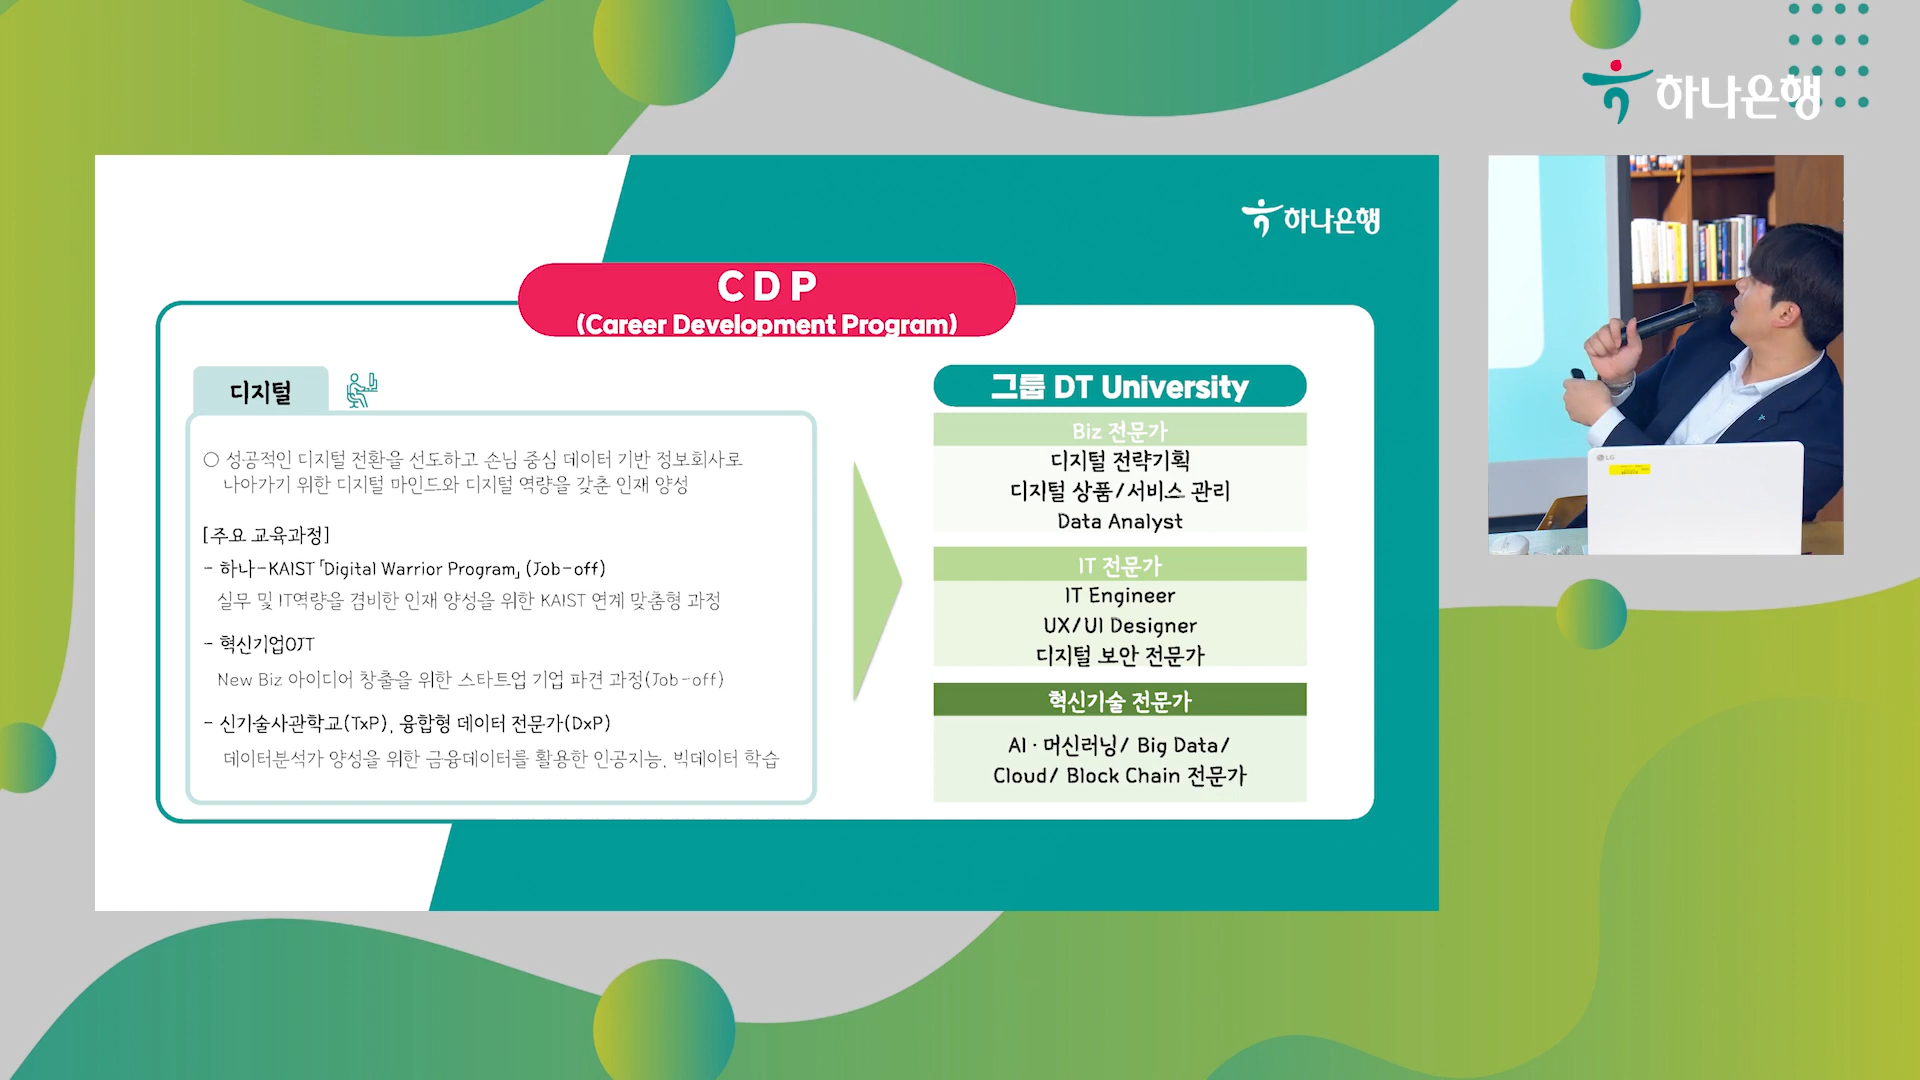 하나은행
하나은행
CDP
(Career Development Program)
디지털
○ 성공적인 디지털 전환을 선도하고 손님 중심 데이터 기반 정보회사로
나아가기 위한 디지털 마인드와 디지털 역량을 갖춘 인재 양성
[주요 교육과정]
- 하나-KAIST 「Digital Warrior Program」 (Job-off)
실무 및 IT역량을 겸비한 인재 양성을 위한 KAIST 연계 맞춤형 과정
- 혁신기업OJT
New Biz 아이디어 창출을 위한 스타트업 기업 파견 과정(Job-off)
- 신기술사관학교(TxP), 융합형 데이터 전문가(DxP)
데이터분석가 양성을 위한 금융데이터를 활용한 인공지능, 빅데이터 학습
그룹 DT University
Biz 전문가
디지털 전략기획
디지털 상품/서비스 관리
Data Analyst
IT 전문가
IT Engineer
UX/UI Designer
디지털 보안 전문가
혁신기술 전문가
AI·머신러닝/ Big Data/
Cloud/ Block Chain 전문가
LG